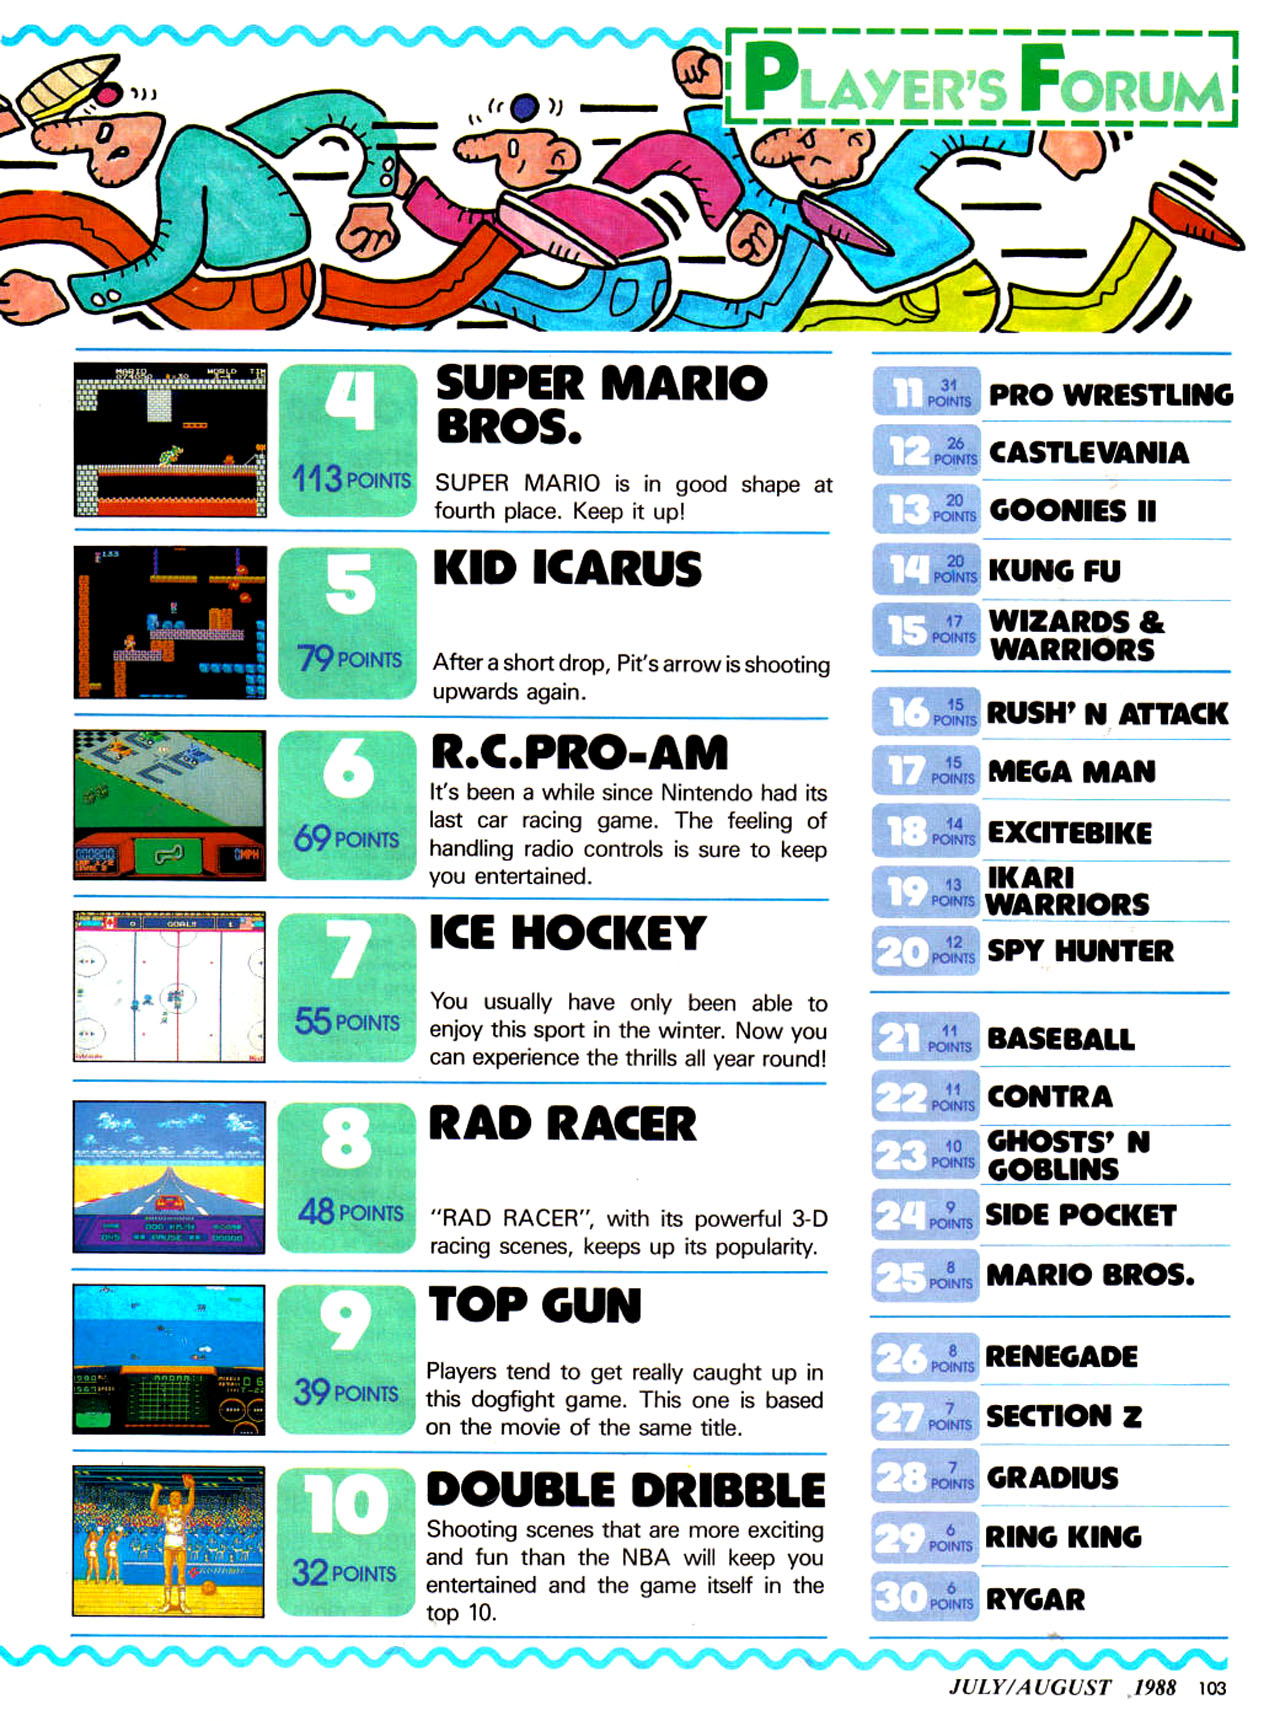 PLAYER'S FORUM
MARIO WORLD TIM
4
113 POINTS
SUPER MARIO
BROS.
SUPER MARIO is in good shape at
fourth place. Keep it up!
5
79 POINTS
KID ICARUS
After a short drop, Pit's arrow is shooting
upwards again.
6
69 POINTS
R.C.PRO-AM
It's been a while since Nintendo had its
last car racing game. The feeling of
handling radio controls is sure to keep
you entertained.
0 GOAL!! 1
7
55 POINTS
ICE HOCKEY
You usually have only been able to
enjoy this sport in the winter. Now you
can experience the thrills all year round!
8
48 POINTS
RAD RACER
"RAD RACER", with its powerful 3-D
racing scenes, keeps up its popularity.
9
39 POINTS
TOP GUN
Players tend to get really caught up in
this dogfight game. This one is based
on the movie of the same title.
10
32 POINTS
DOUBLE DRIBBLE
Shooting scenes that are more exciting
and fun than the NBA will keep you
entertained and the game itself in the
top 10.
11 31 POINTS PRO WRESTLING
12 26 POINTS CASTLEVANIA
13 20 POINTS GOONIES II
14 20 POINTS KUNG FU
15 17 POINTS WIZARDS &
WARRIORS
16 15 POINTS RUSH' N ATTACK
17 15 POINTS MEGA MAN
18 14 POINTS EXCITEBIKE
19 13 POINTS IKARI
WARRIORS
20 12 POINTS SPY HUNTER
21 11 POINTS BASEBALL
22 11 POINTS CONTRA
23 10 POINTS GHOSTS' N
GOBLINS
24 9 POINTS SIDE POCKET
25 8 POINTS MARIO BROS.
26 8 POINTS RENEGADE
27 7 POINTS SECTION Z
28 7 POINTS GRADIUS
29 6 POINTS RING KING
30 6 POINTS RYGAR
JULY/AUGUST 1988 103